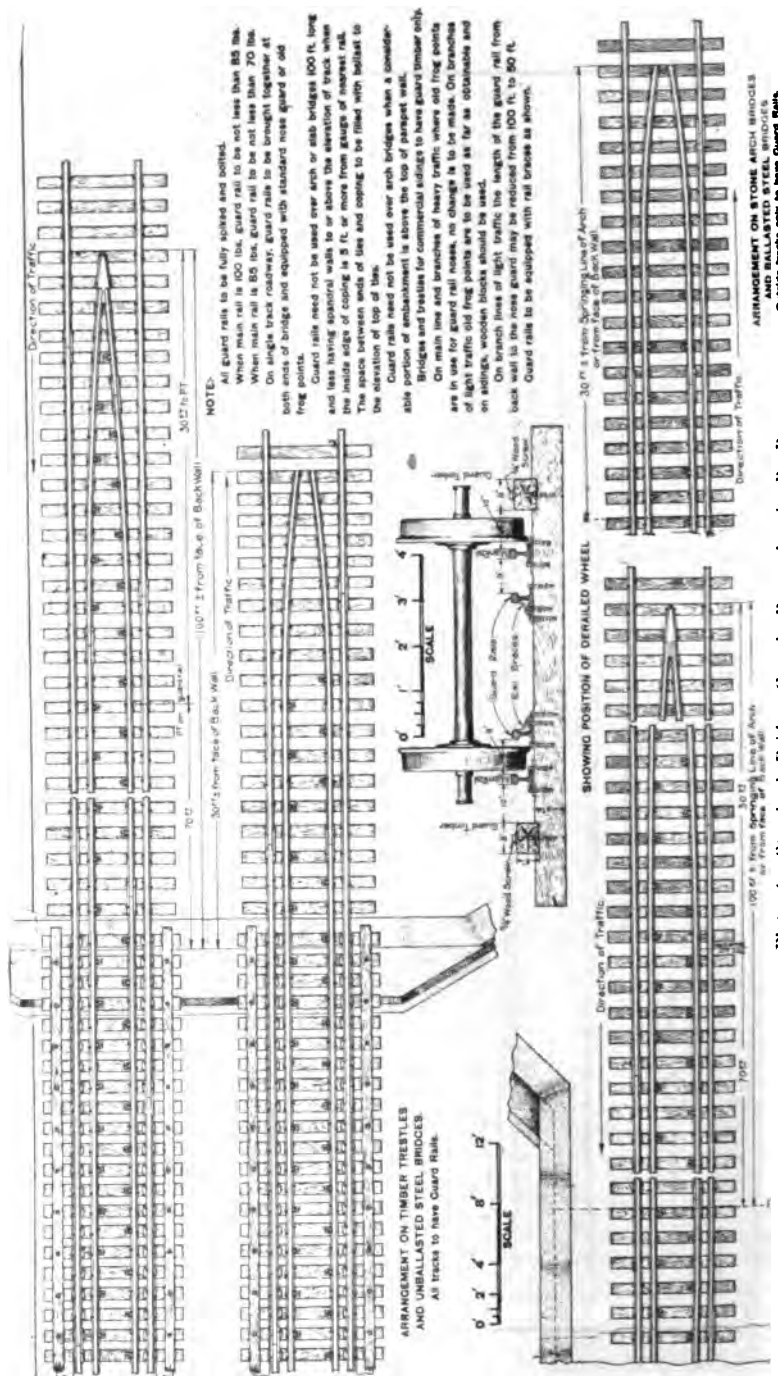 Direction of Traffic
30 ft to PT
PT on Tangent
70 ft
100 ft ± from face of Back Wall
NOTE:
All guard rails to be fully spiked and bolted.
When main rail is 100 lbs. guard rail to be not less than 85 lbs.
When main rail is 85 lbs. guard rail to be not less than 70 lbs.
On single track roadway, guard rails to be brought together at
both ends of bridge and equipped with standard nose guard or old
frog points.
Guard rails need not be used over arch or slab bridges 100 ft. long
and less having spandrel walls to or above the elevation of track when
the inside edge of coping is 5 ft. or more from gauge of nearest rail.
The space between ends of ties and coping to be filled with ballast to
the elevation of top of ties.
Guard rails need not be used over arch bridges when a consider-
able portion of embankment is above the top of parapet wall.
Bridges and trestles for commercial sidings to have guard timber only.
On main line and branches of heavy traffic where old frog points
are in use for guard rail noses, no change is to be made. On branches
of light traffic old frog points are to be used as far as obtainable and
on sidings, wooden blocks should be used.
On branch lines of light traffic the length of the guard rail from
back wall to the nose guard may be reduced from 100 ft. to 50 ft.
Guard rails to be equipped with rail braces as shown.
30 ft ± from face of Back Wall
Direction of Traffic
ARRANGEMENT ON TIMBER TRESTLES
AND UNBALLASTED STEEL BRIDGES.
All tracks to have Guard Rails.
0' 1' 2' 3' 4'
SCALE
Guard Timber
Guard Timber
Wood Screw
Wood Screw
Guard Rails
Rail Braces
SHOWING POSITION OF DERAILED WHEEL
0' 2' 4' 8' 12'
SCALE
Direction of Traffic
70 ft
30 ft
100 ft ± from Springing Line of Arch
or from face of Back Wall
30 ft ± from Springing Line of Arch
or from face of Back Wall
Direction of Traffic
ARRANGEMENT ON STONE ARCH BRIDGES
AND BALLASTED STEEL BRIDGES
Outside tracks only to have Guard Rails.